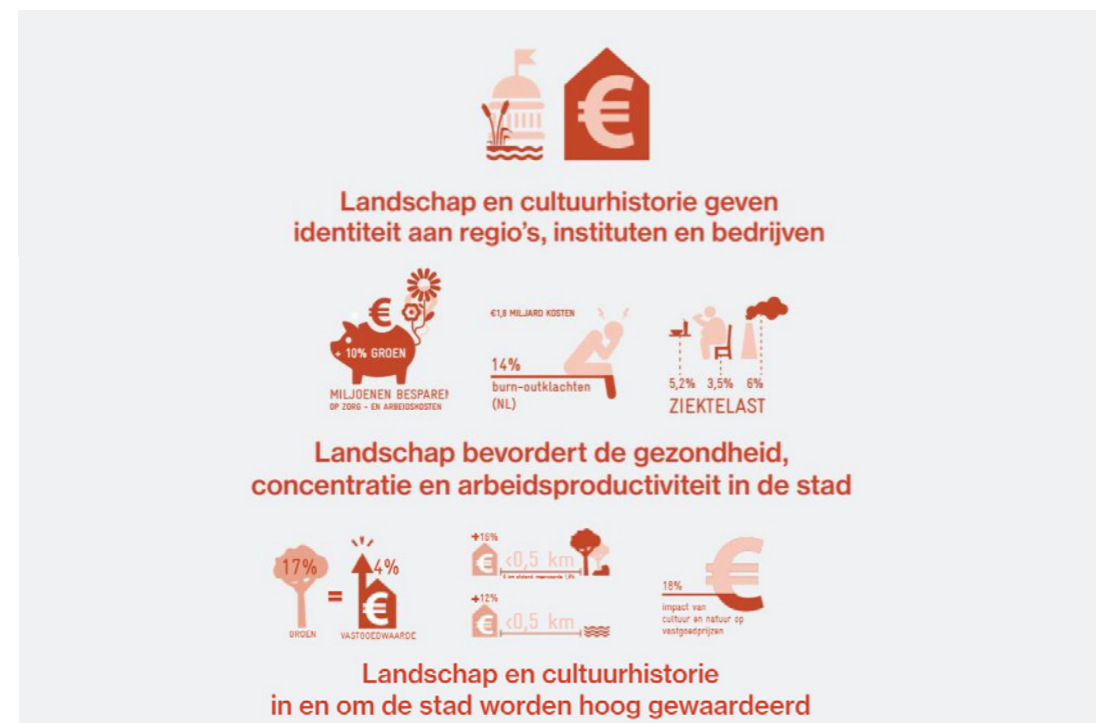 €
Landschap en cultuurhistorie geven
identiteit aan regio's, instituten en bedrijven
€
+ 10% GROEN
MILJOENEN BESPAREN
OP ZORG - EN ARBEIDSKOSTEN
€1,8 MILJARD KOSTEN
14%
burn-outklachten
(NL)
5,2% 3,5% 6%
ZIEKTELAST
Landschap bevordert de gezondheid,
concentratie en arbeidsproductiviteit in de stad
17%
=
4%
€
GROEN
VASTGOEDWAARDE
+16%
€ <0,5 km
+12%
€ <0,5 km
€
18%
impact van
cultuur en natuur op
vastgoedprijzen
Landschap en cultuurhistorie
in en om de stad worden hoog gewaardeerd